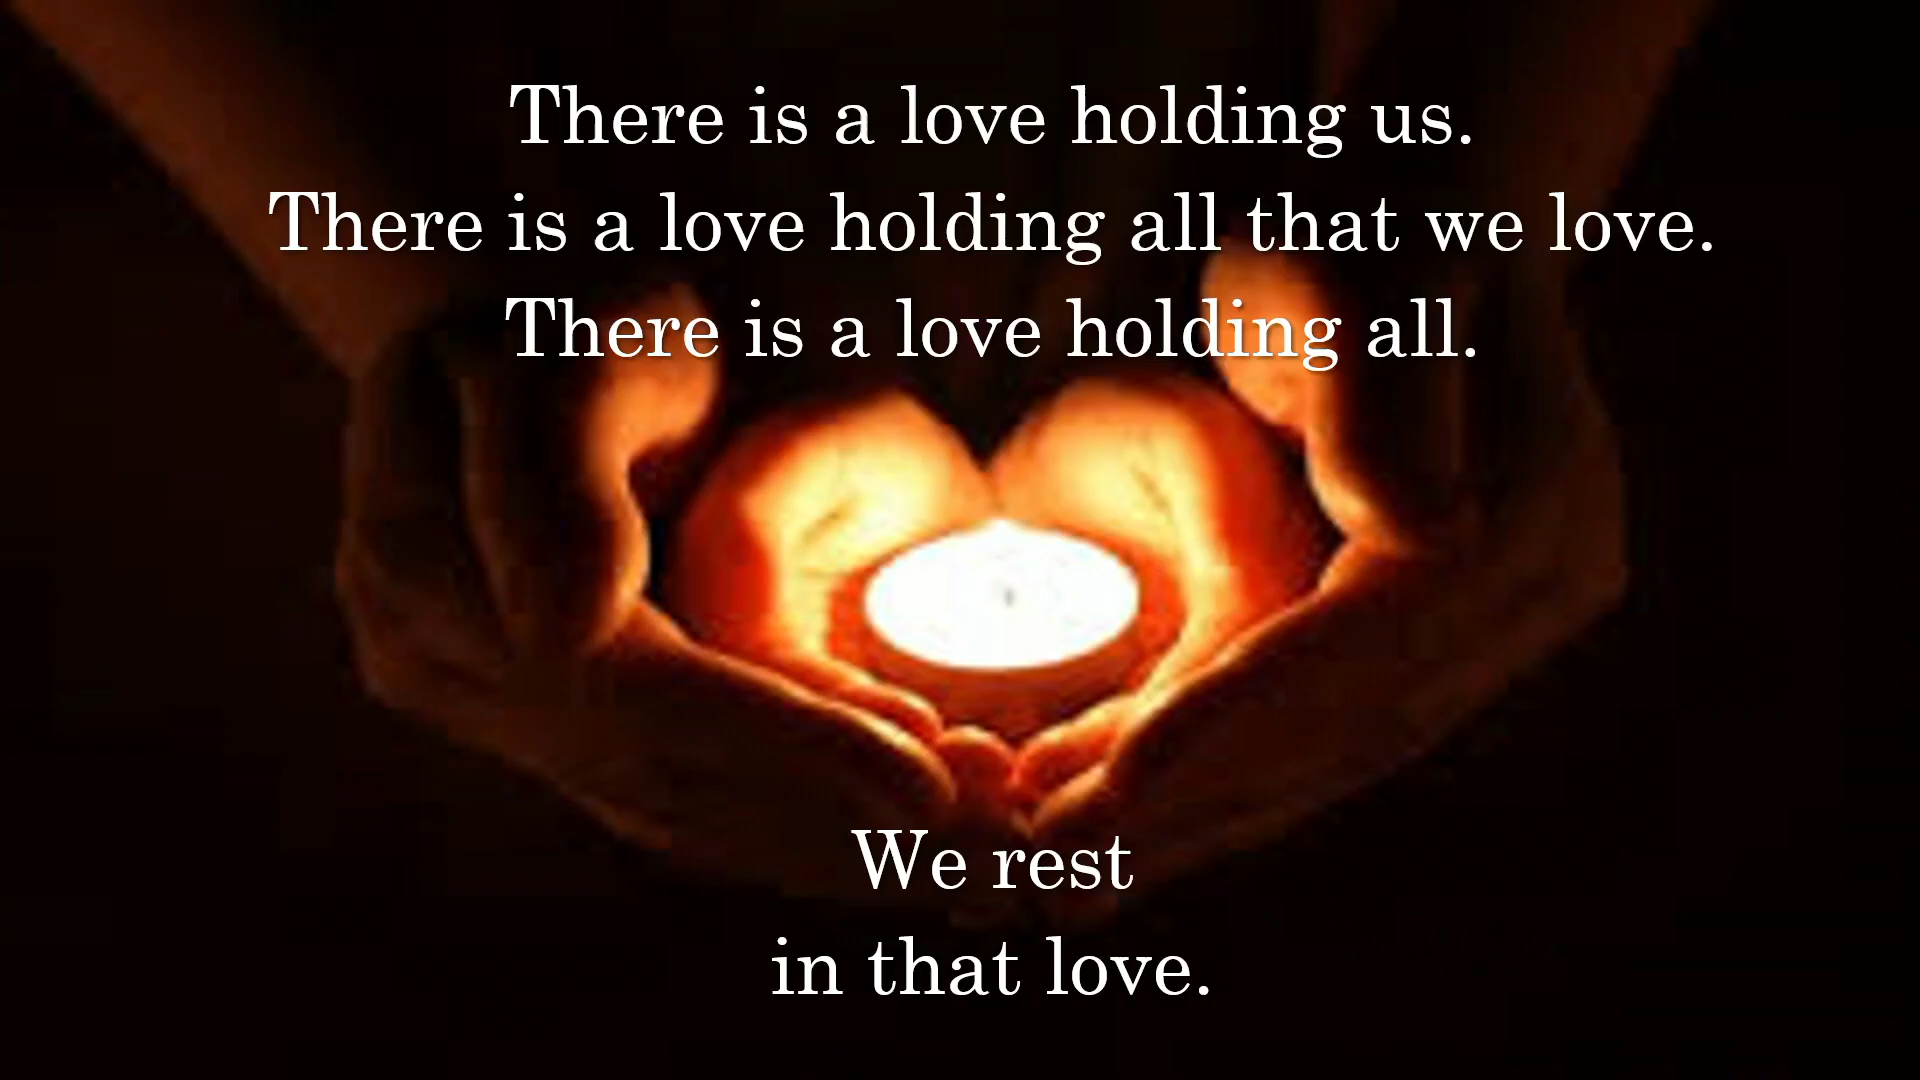 There is a love holding us.
There is a love holding all that we love.
There is a love holding all.
We rest
in that love.